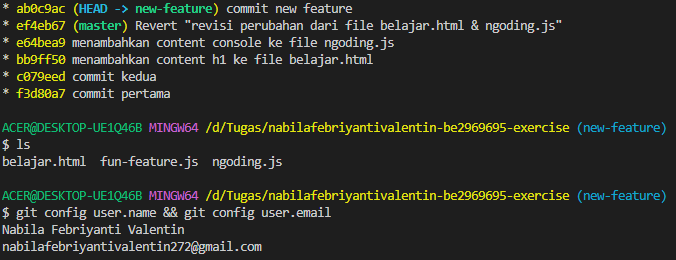 * ab0c9ac (HEAD -> new-feature) commit new feature
* ef4eb67 (master) Revert "revisi perubahan dari file belajar.html & ngoding.js"
* e64bea9 menambahkan content console ke file ngoding.js
* bb9ff50 menambahkan content h1 ke file belajar.html
* c079eed commit kedua
* f3d80a7 commit pertama
ACER@DESKTOP-UE1Q46B MINGW64 /d/Tugas/nabilafebriyantivalentin-be2969695-exercise (new-feature)
$ ls
belajar.html  fun-feature.js  ngoding.js
ACER@DESKTOP-UE1Q46B MINGW64 /d/Tugas/nabilafebriyantivalentin-be2969695-exercise (new-feature)
$ git config user.name && git config user.email
Nabila Febriyanti Valentin
nabilafebriyantivalentin272@gmail.com